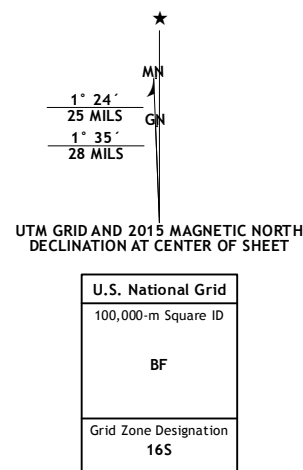 ★
MN
1° 24´
25 MILS
GN
1° 35´
28 MILS
UTM GRID AND 2015 MAGNETIC NORTH
DECLINATION AT CENTER OF SHEET
U.S. National Grid
100,000-m Square ID
BF
Grid Zone Designation
16S